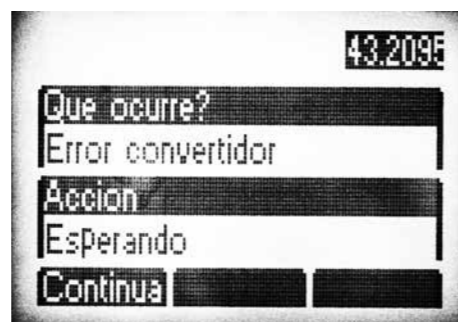 43.2095
Que ocurre?
Error convertidor
Accion
Esperando
Continua